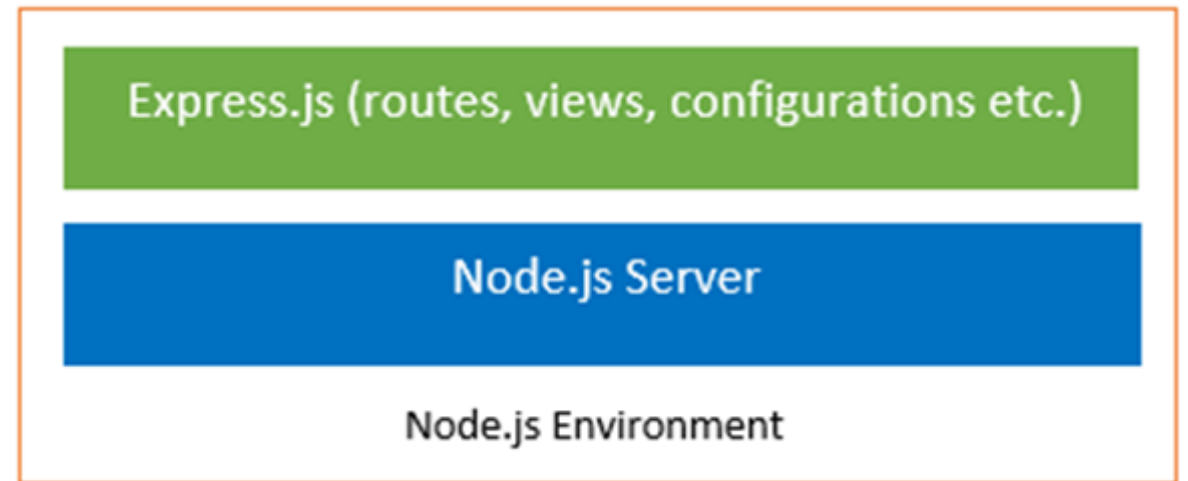 Express.js (routes, views, configurations etc.)
Node.js Server
Node.js Environment